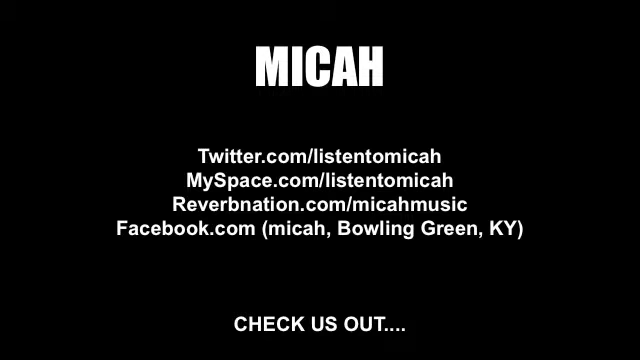 MICAH
Twitter.com/listentomicah
MySpace.com/listentomicah
Reverbnation.com/micahmusic
Facebook.com (micah, Bowling Green, KY)
CHECK US OUT....